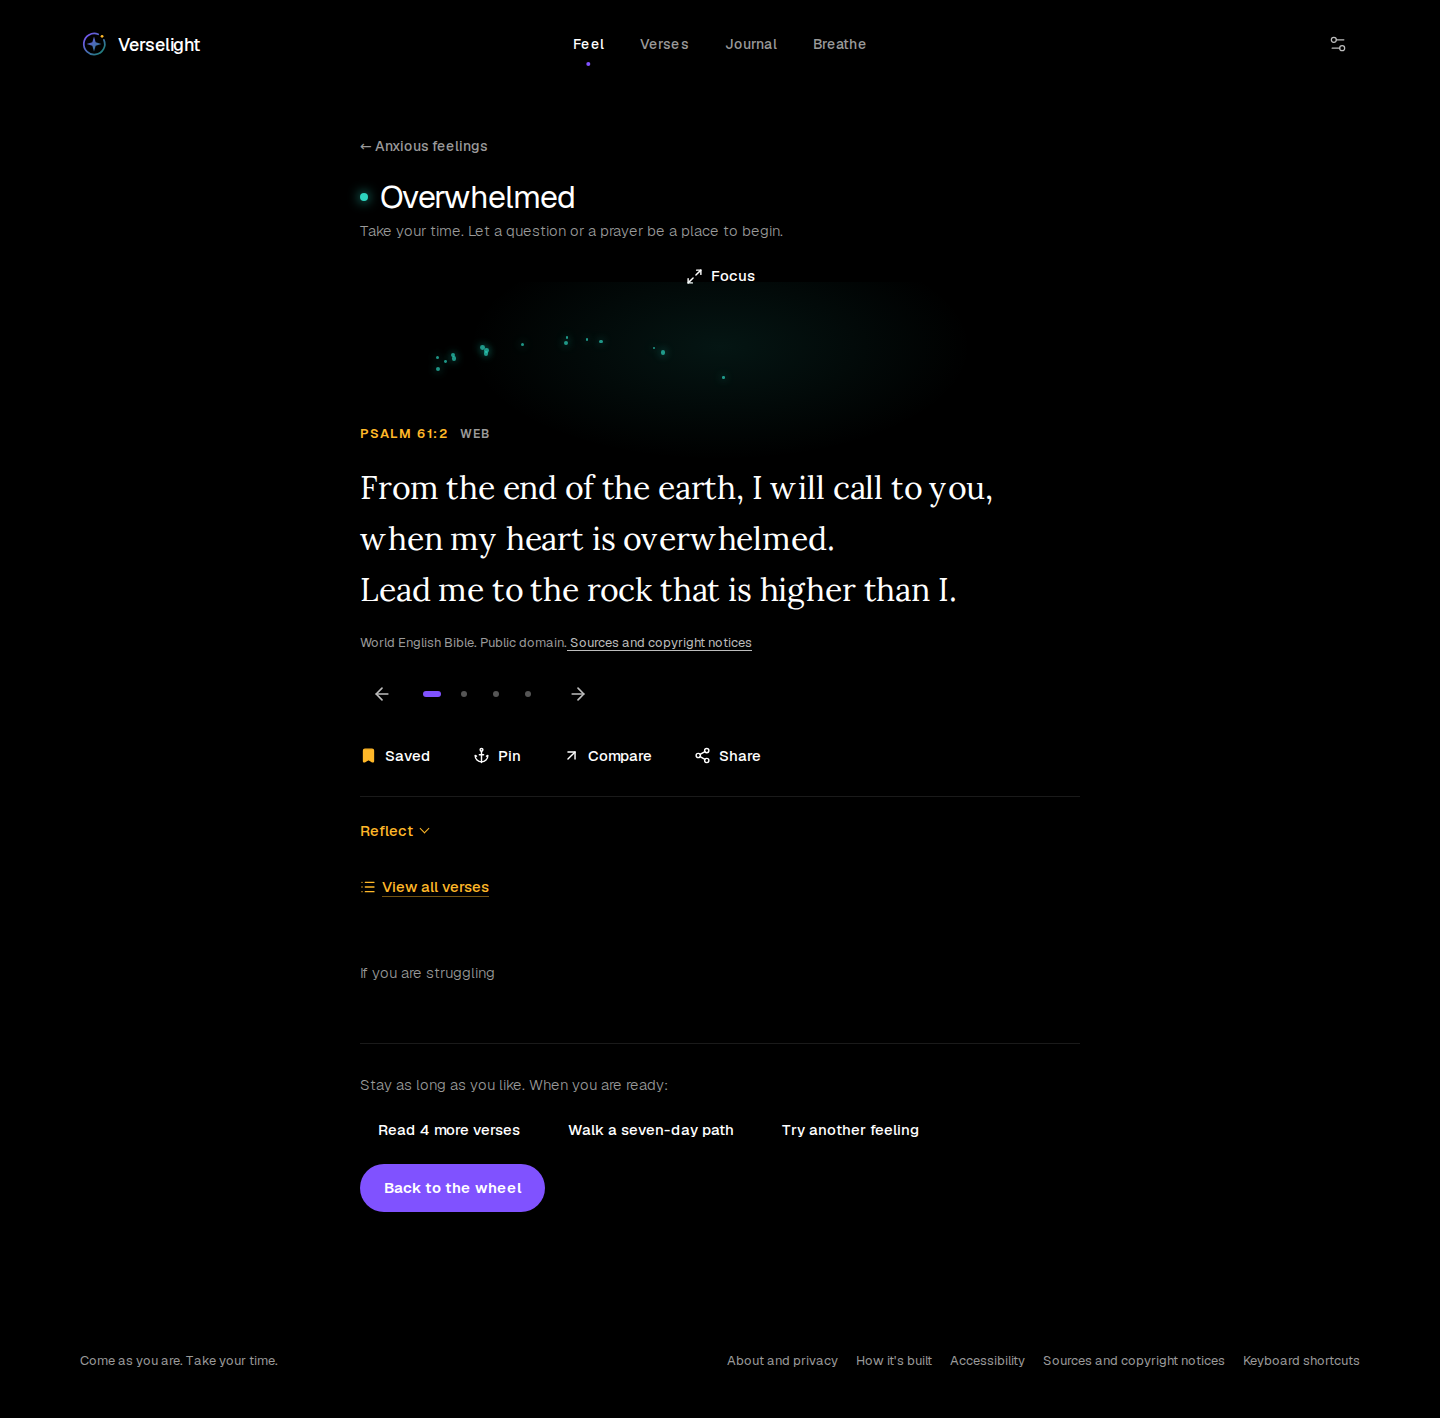 Verselight
Feel
Verses
Journal
Breathe
← Anxious feelings
Overwhelmed
Take your time. Let a question or a prayer be a place to begin.
Focus
PSALM 61:2 WEB
From the end of the earth, I will call to you,
when my heart is overwhelmed.
Lead me to the rock that is higher than I.
World English Bible. Public domain. Sources and copyright notices
Saved
Pin
Compare
Share
Reflect
View all verses
If you are struggling
Stay as long as you like. When you are ready:
Read 4 more verses
Walk a seven-day path
Try another feeling
Back to the wheel
Come as you are. Take your time.
About and privacy
How it's built
Accessibility
Sources and copyright notices
Keyboard shortcuts